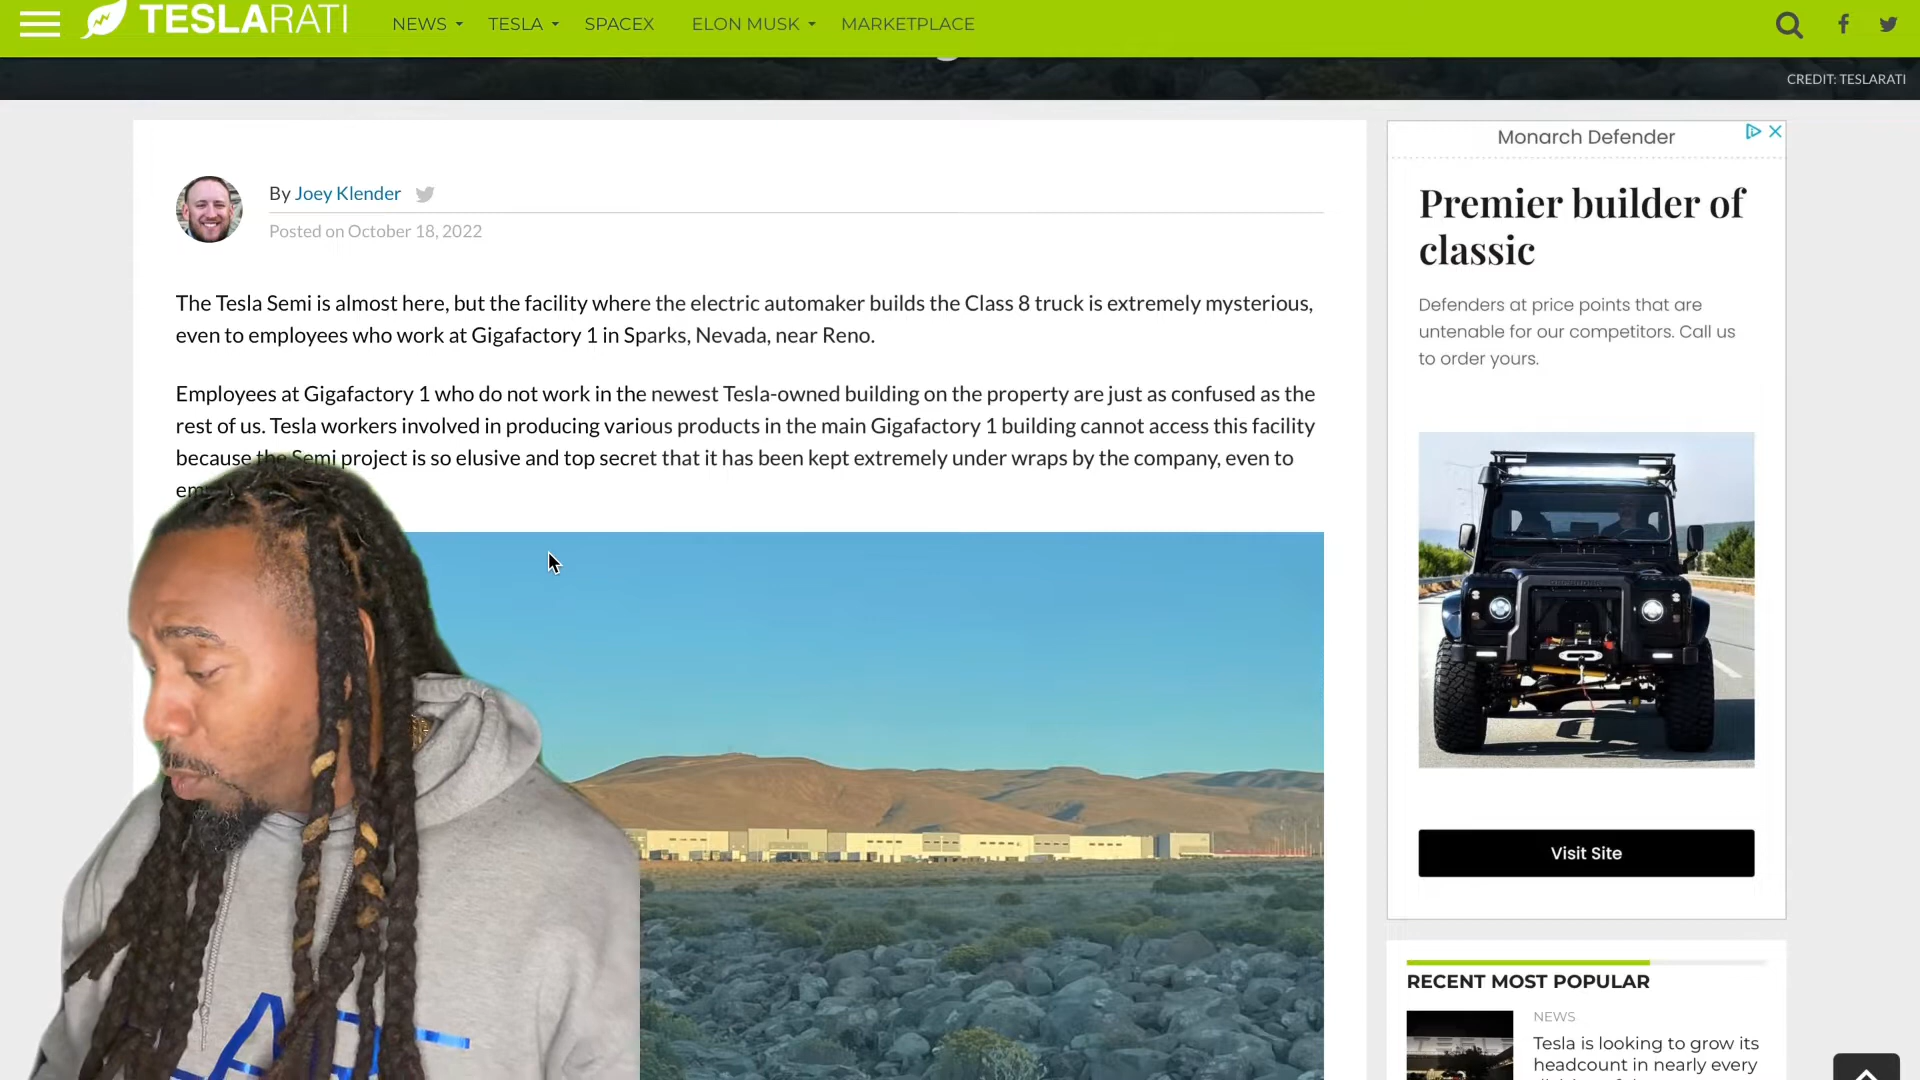 TESLARATI
NEWS TESLA SPACEX ELON MUSK MARKETPLACE
CREDIT: TESLARATI
By Joey Klender
Posted on October 18, 2022
The Tesla Semi is almost here, but the facility where the electric automaker builds the Class 8 truck is extremely mysterious,
even to employees who work at Gigafactory 1 in Sparks, Nevada, near Reno.
Employees at Gigafactory 1 who do not work in the newest Tesla-owned building on the property are just as confused as the
rest of us. Tesla workers involved in producing various products in the main Gigafactory 1 building cannot access this facility
because the Semi project is so elusive and top secret that it has been kept extremely under wraps by the company, even to
Monarch Defender
Premier builder of
classic
Defenders at price points that are
untenable for our competitors. Call us
to order yours.
Visit Site
RECENT MOST POPULAR
NEWS
Tesla is looking to grow its
headcount in nearly every